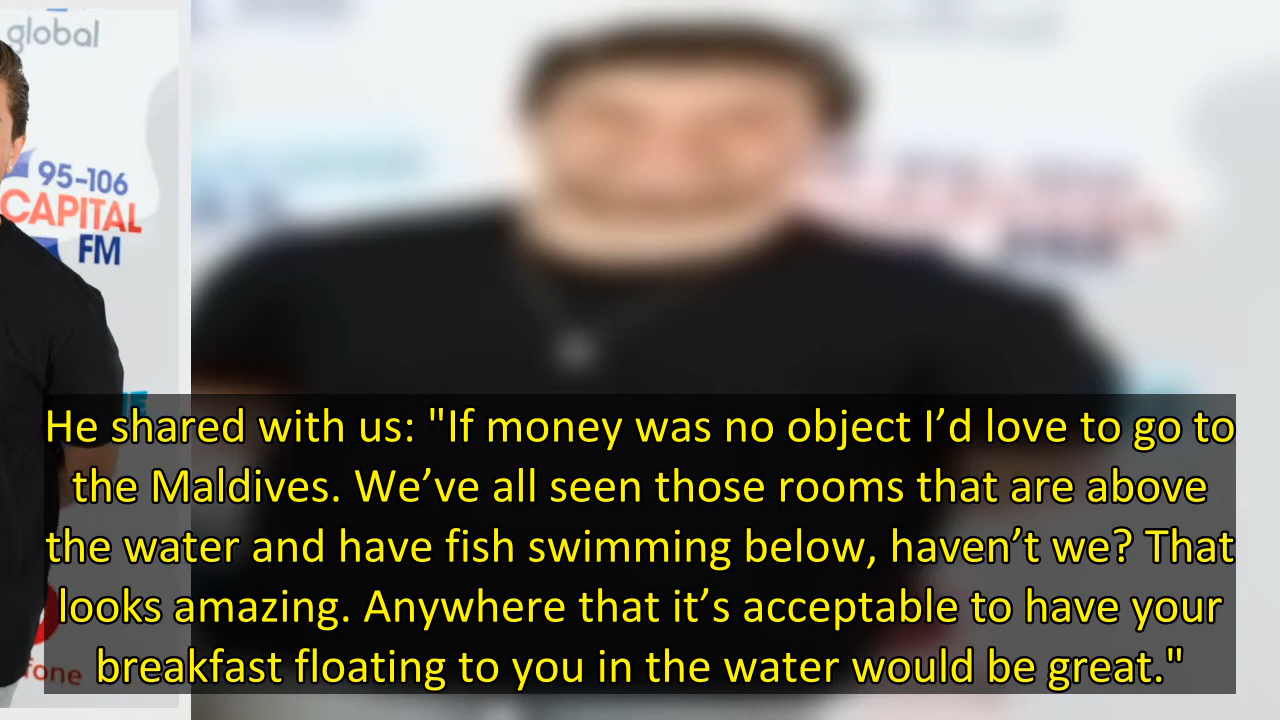 global
95-106
CAPITAL
FM
He shared with us: "If money was no object I’d love to go to
the Maldives. We’ve all seen those rooms that are above
the water and have fish swimming below, haven’t we? That
looks amazing. Anywhere that it’s acceptable to have your
breakfast floating to you in the water would be great."
fone